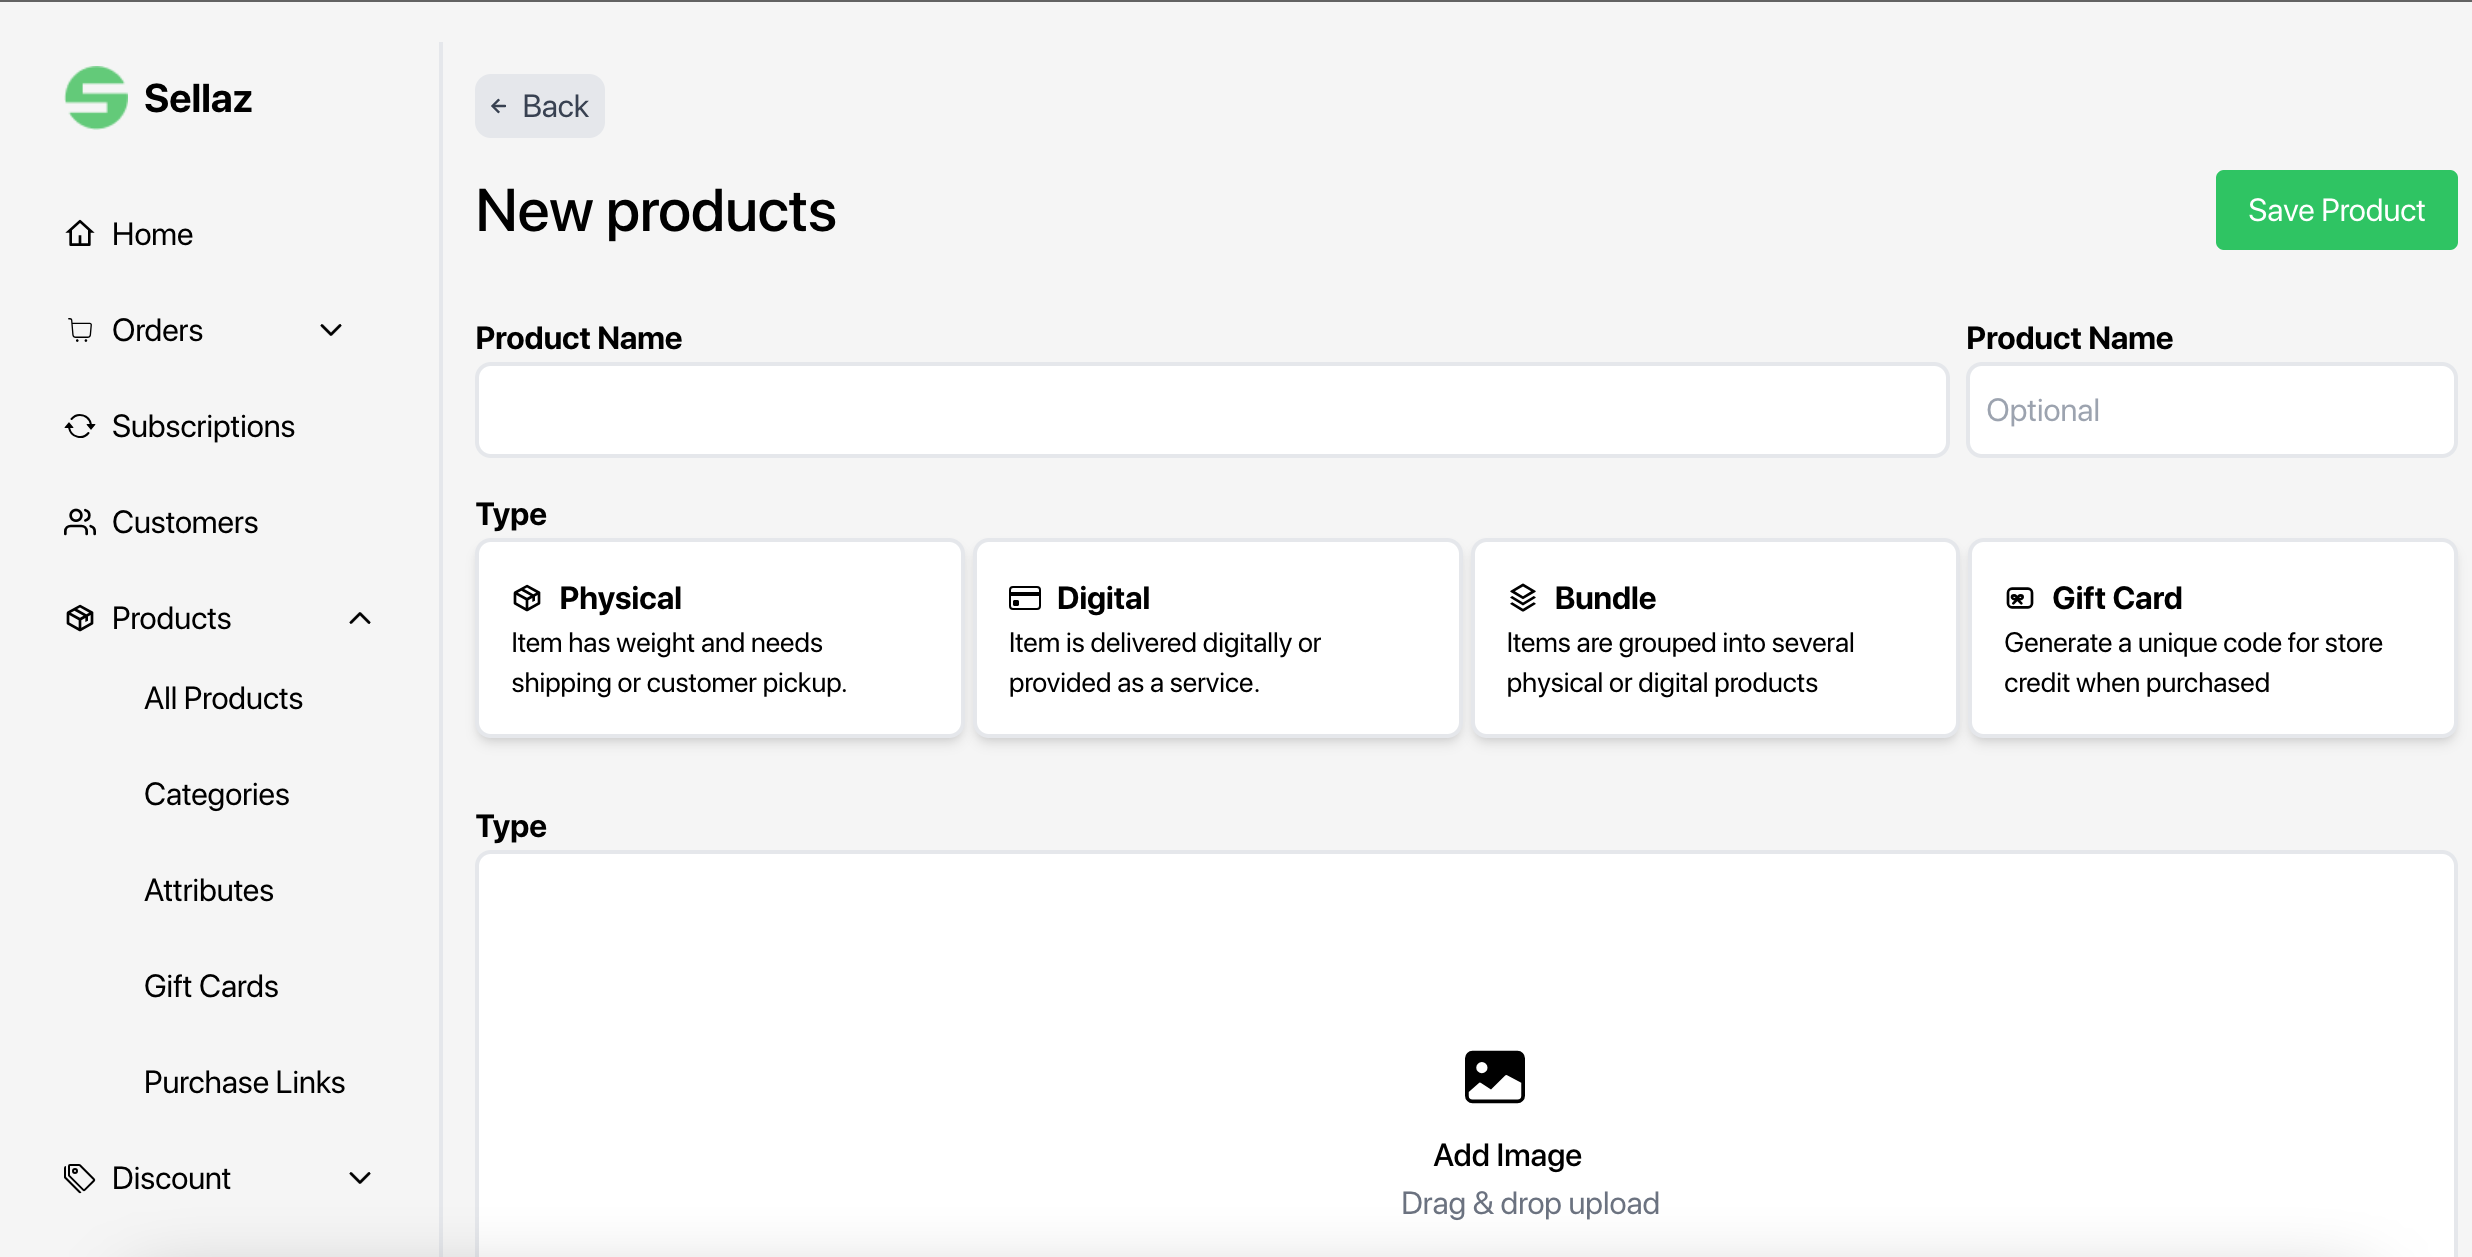 Sellaz
Home
Orders
Subscriptions
Customers
Products
All Products
Categories
Attributes
Gift Cards
Purchase Links
Discount
← Back
New products
Save Product
Product Name
Product Name
Optional
Type
Physical
Item has weight and needs
shipping or customer pickup.
Digital
Item is delivered digitally or
provided as a service.
Bundle
Items are grouped into several
physical or digital products
Gift Card
Generate a unique code for store
credit when purchased
Type
Add Image
Drag & drop upload